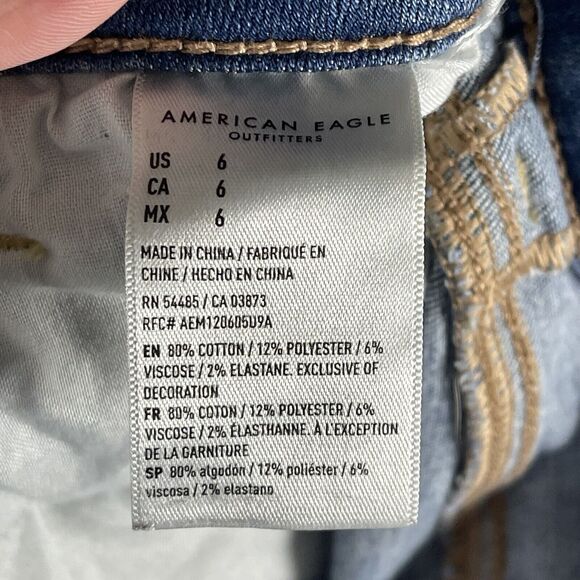 AMERICAN EAGLE
OUTFITTERS
US 6
CA 6
MX 6
MADE IN CHINA / FABRIQUÉ EN
CHINE / HECHO EN CHINA
RN 54485 / CA 03873
RFC# AEM120605U9A
EN 80% COTTON / 12% POLYESTER / 6%
VISCOSE / 2% ELASTANE. EXCLUSIVE OF
DECORATION
FR 80% COTON / 12% POLYESTER / 6%
VISCOSE / 2% ÉLASTHANNE. À L'EXCEPTION
DE LA GARNITURE
SP 80% algodón / 12% poliéster / 6%
viscosa / 2% elastano